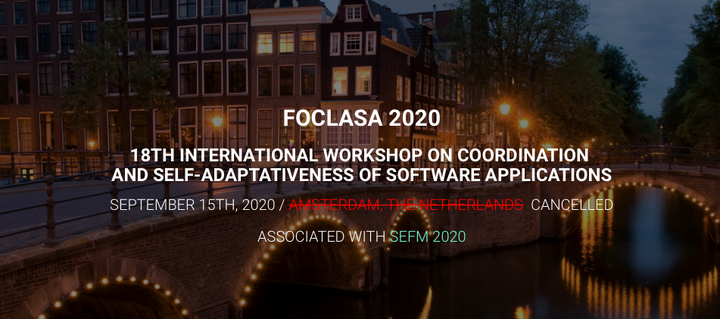 FOCLASA 2020
18TH INTERNATIONAL WORKSHOP ON COORDINATION
AND SELF-ADAPTATIVENESS OF SOFTWARE APPLICATIONS
SEPTEMBER 15TH, 2020 / AMSTERDAM, THE NETHERLANDS CANCELLED
ASSOCIATED WITH SEFM 2020